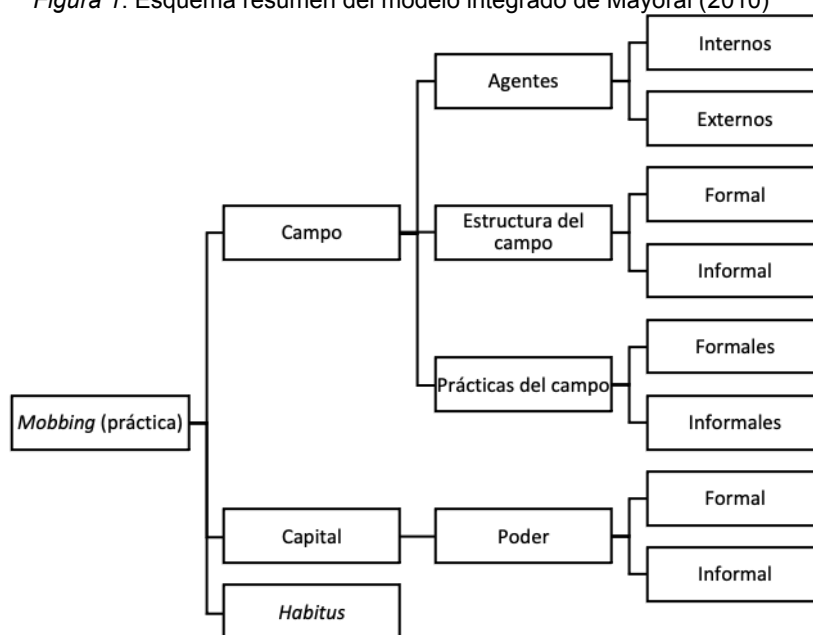 Figura 1. Esquema resumen del modelo integrado de Mayoral (2010)
Internos
Agentes
Externos
Formal
Campo
Estructura del
campo
Informal
Formales
Prácticas del campo
Mobbing (práctica)
Informales
Formal
Capital
Poder
Informal
Habitus